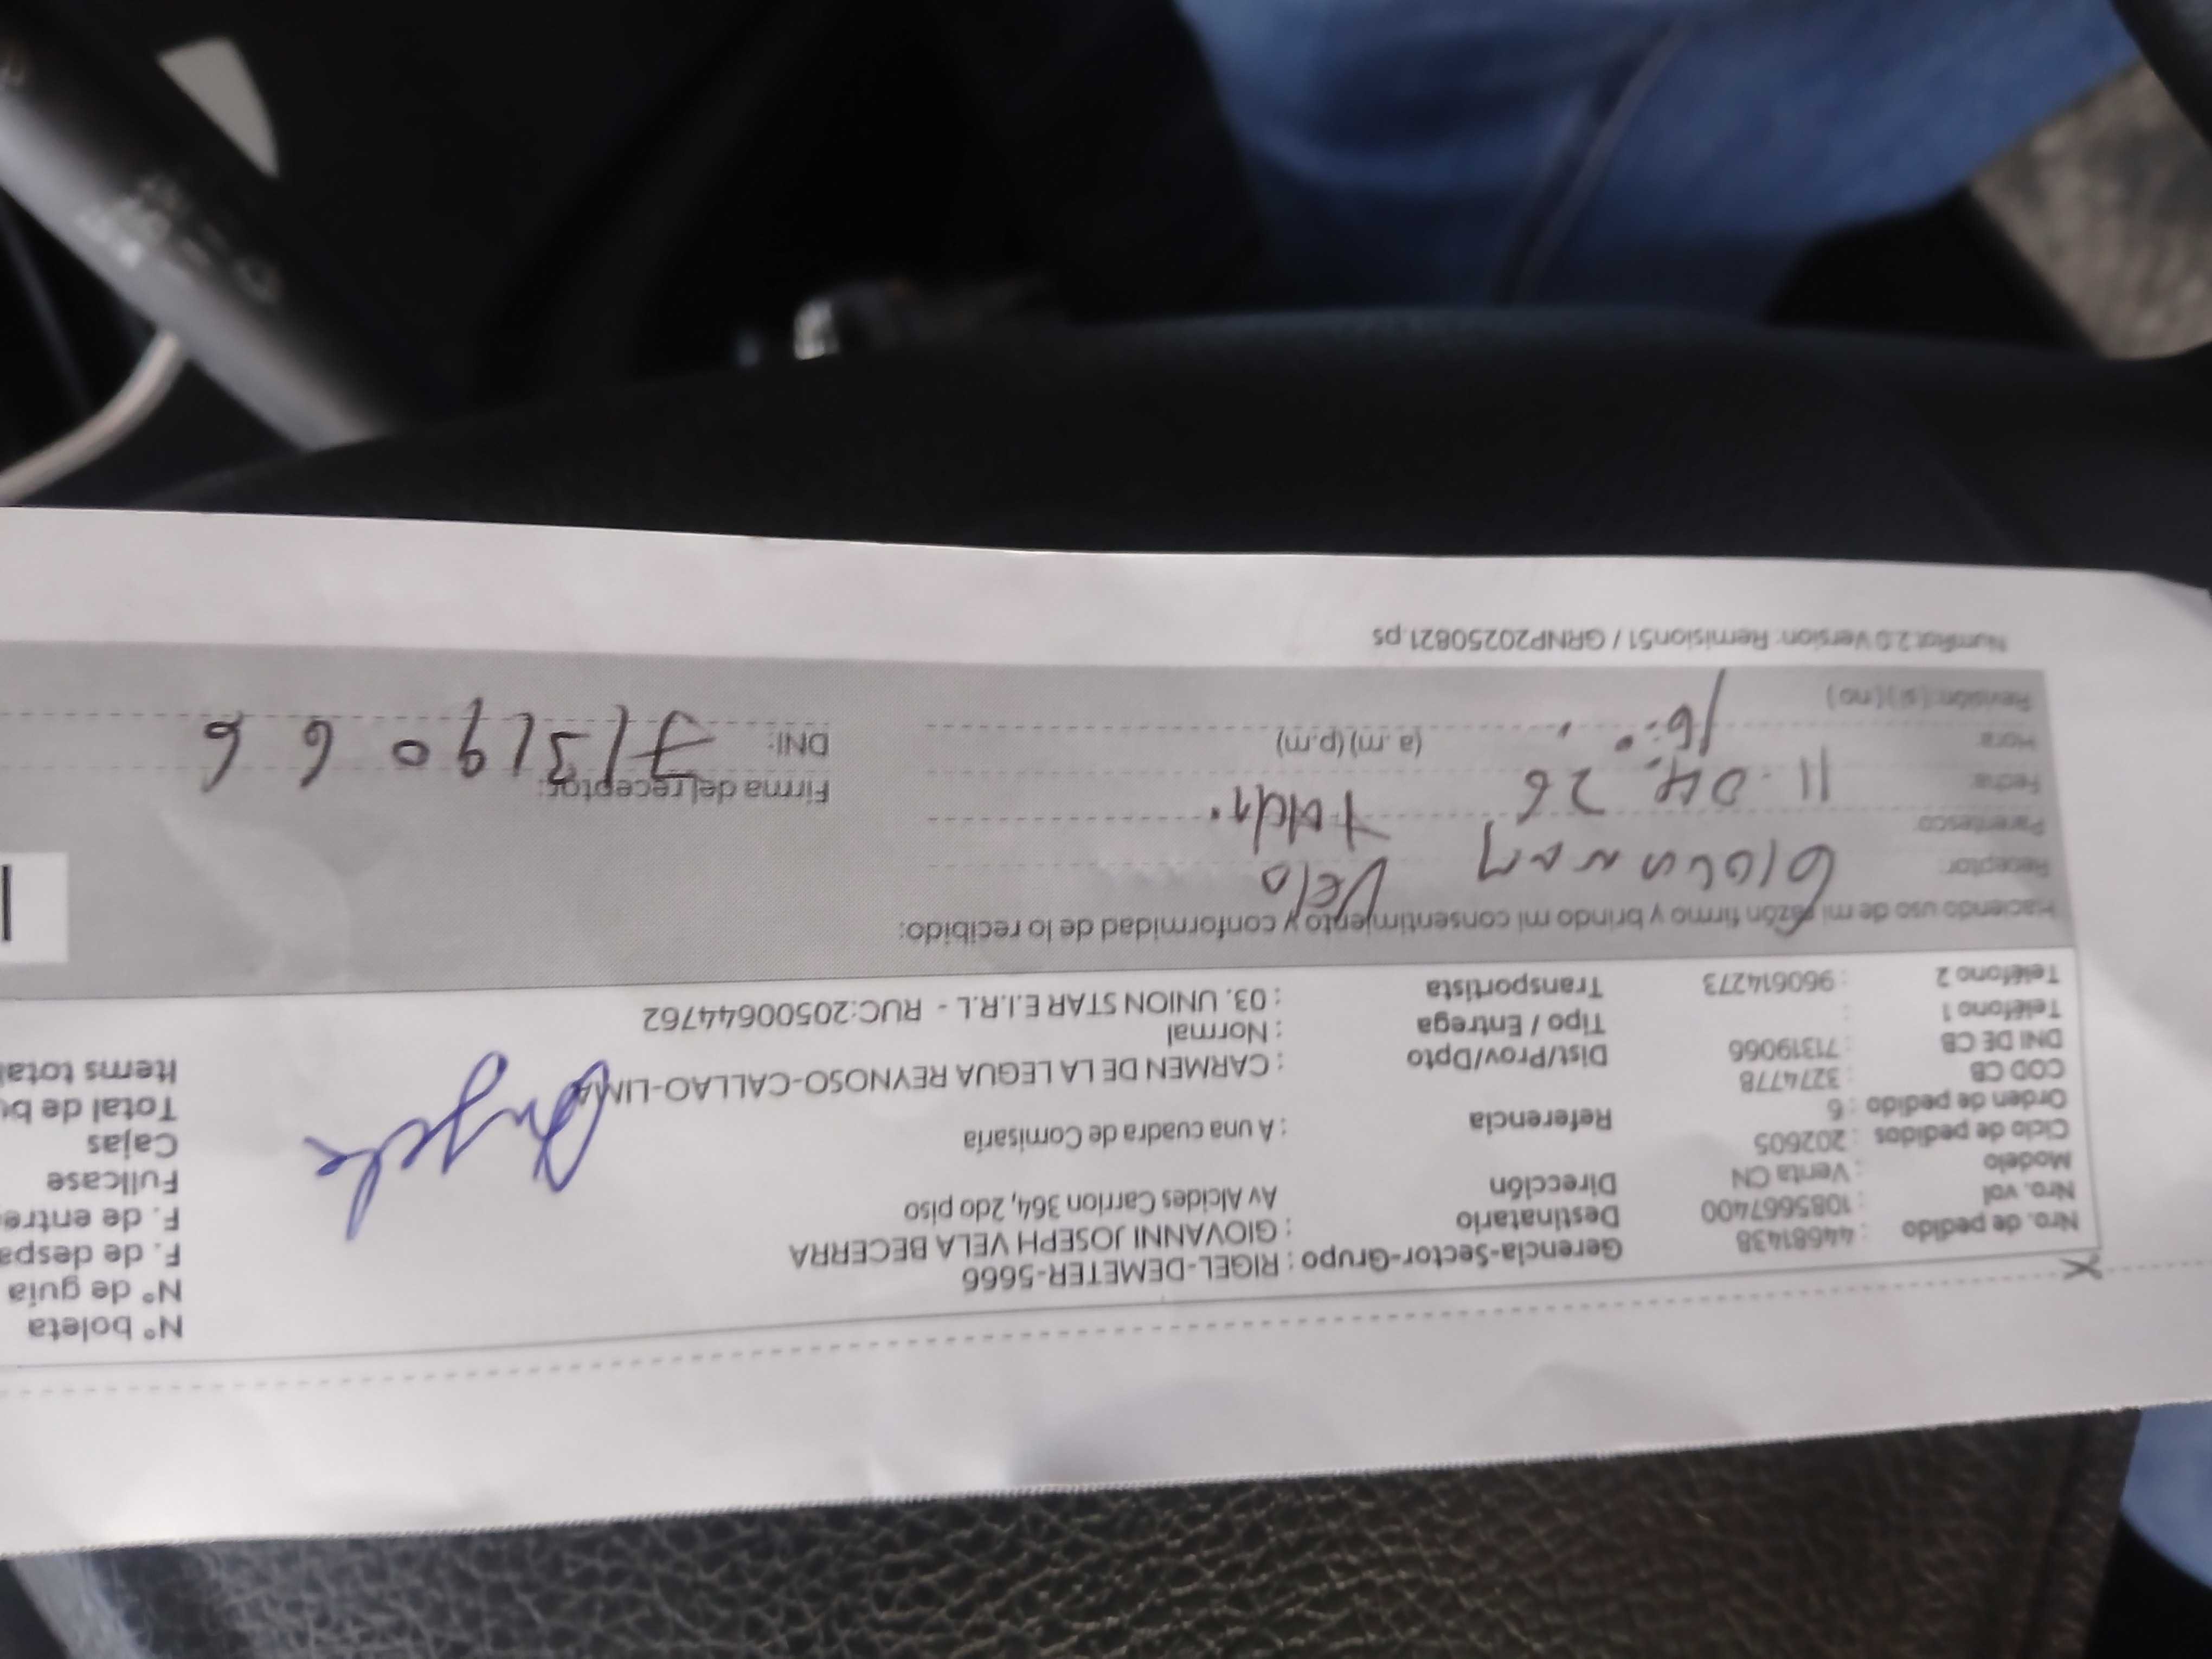 Nro. de pedido : 44681438 Gerencia-Sector-Grupo : RIGEL-DEMETER-5666 N° boleta
Nro. vol : 1085667400 Destinatario : GIOVANNI JOSEPH VELA BECERRA N° de guía
Modelo : Venta CN Dirección Av Alcides Carrion 364, 2do piso F. de despa
Ciclo de pedidos : 202605 F. de entre
Orden de pedido : 6 Referencia : A una cuadra de Comisaría Fullcase
COD CB : 3274778 Cajas
DNI DE CB : 71319066 Dist/Prov/Dpto : CARMEN DE LA LEGUA REYNOSO-CALLAO-LIMA Total de bu
Teléfono 1 : Tipo / Entrega : Normal Items total
Teléfono 2 : 960614273 Transportista : 03. UNION STAR E.I.R.L - RUC:20500644762
Haciendo uso de mi razón firmo y brindo mi consentimiento y conformidad de lo recibido:
Receptor: Vela
Parentesco:
Fecha: 11-04-26 Firma del receptor:
Hora: 16:00 (a.m) (p.m) DNI: 71319066
Revisión: (si) (no)
NumRot 2.0 Version: Remision51 / GRNP20250821.ps